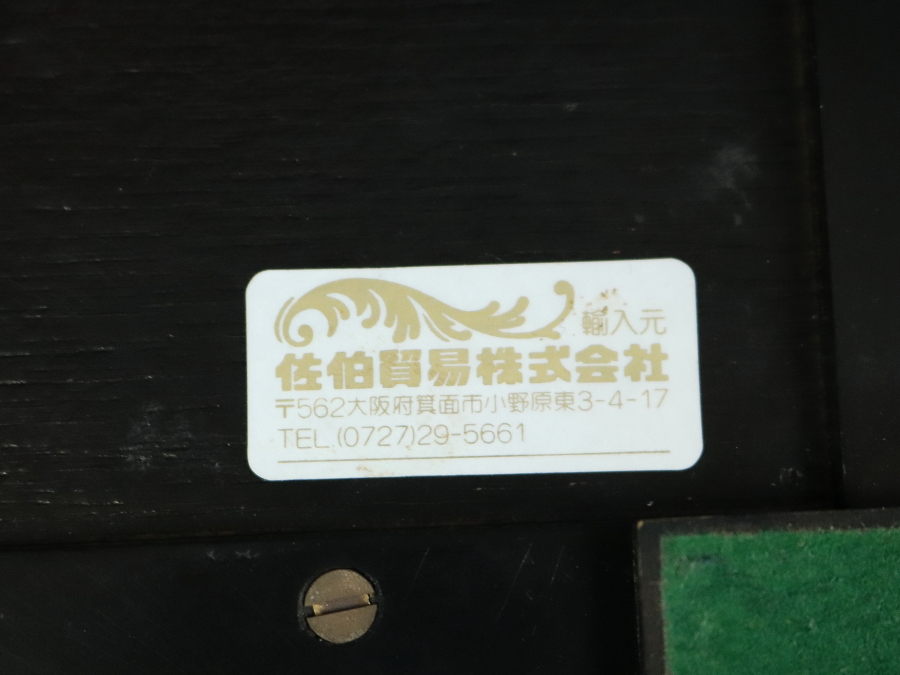 輸入元
佐伯貿易株式会社
〒562大阪府箕面市小野原東3-4-17
TEL.(0727)29-5661